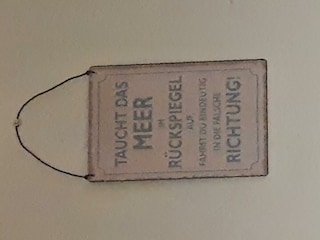 TAUCHT DAS
MEER
IM
RÜCKSPIEGEL
AUF,
FÄHRST DU EINDEUTIG
IN DIE FALSCHE
RICHTUNG!